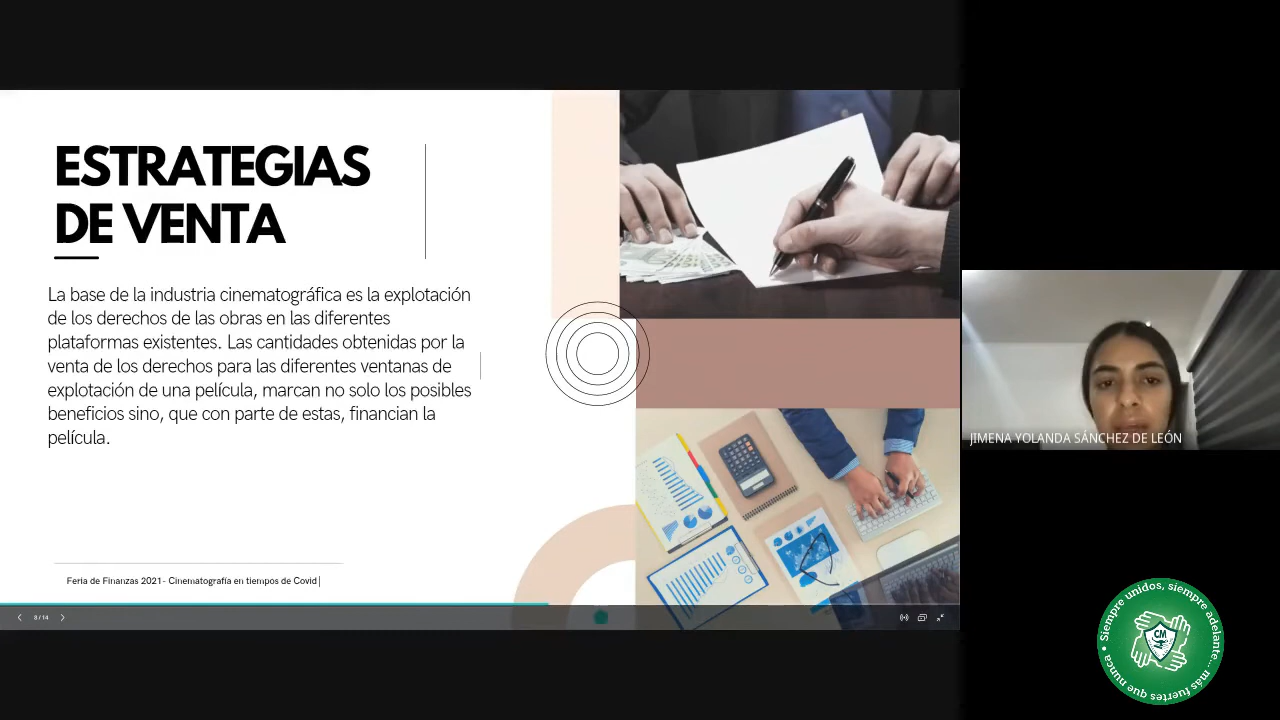 ESTRATEGIAS
DE VENTA
La base de la industria cinematográfica es la explotación
de los derechos de las obras en las diferentes
plataformas existentes. Las cantidades obtenidas por la
venta de los derechos para las diferentes ventanas de
explotación de una película, marcan no solo los posibles
beneficios sino, que con parte de estas, financian la
película.
Feria de Finanzas 2021- Cinematografía en tiempos de Covid
8 / 14
JIMENA YOLANDA SÁNCHEZ DE LEÓN
Siempre unidos, siempre adelante... más fuertes que nunca
CM